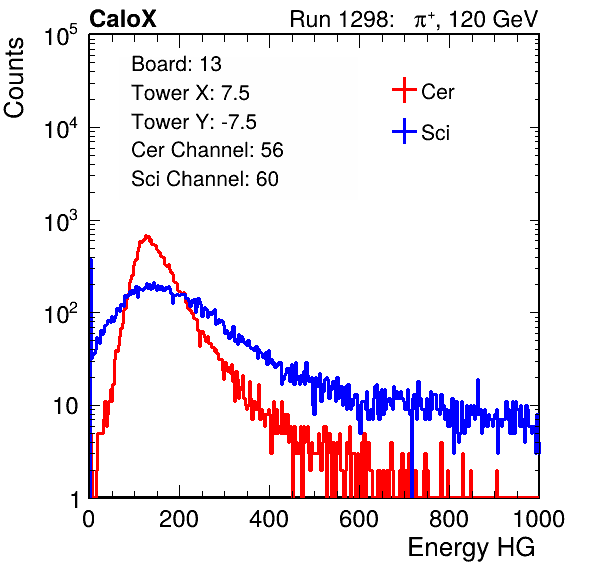 CaloX Run 1298: π⁺, 120 GeV
Counts
10⁵
10⁴
10³
10²
10
1
Board: 13
Tower X: 7.5
Tower Y: -7.5
Cer Channel: 56
Sci Channel: 60
Cer
Sci
0 200 400 600 800 1000
Energy HG